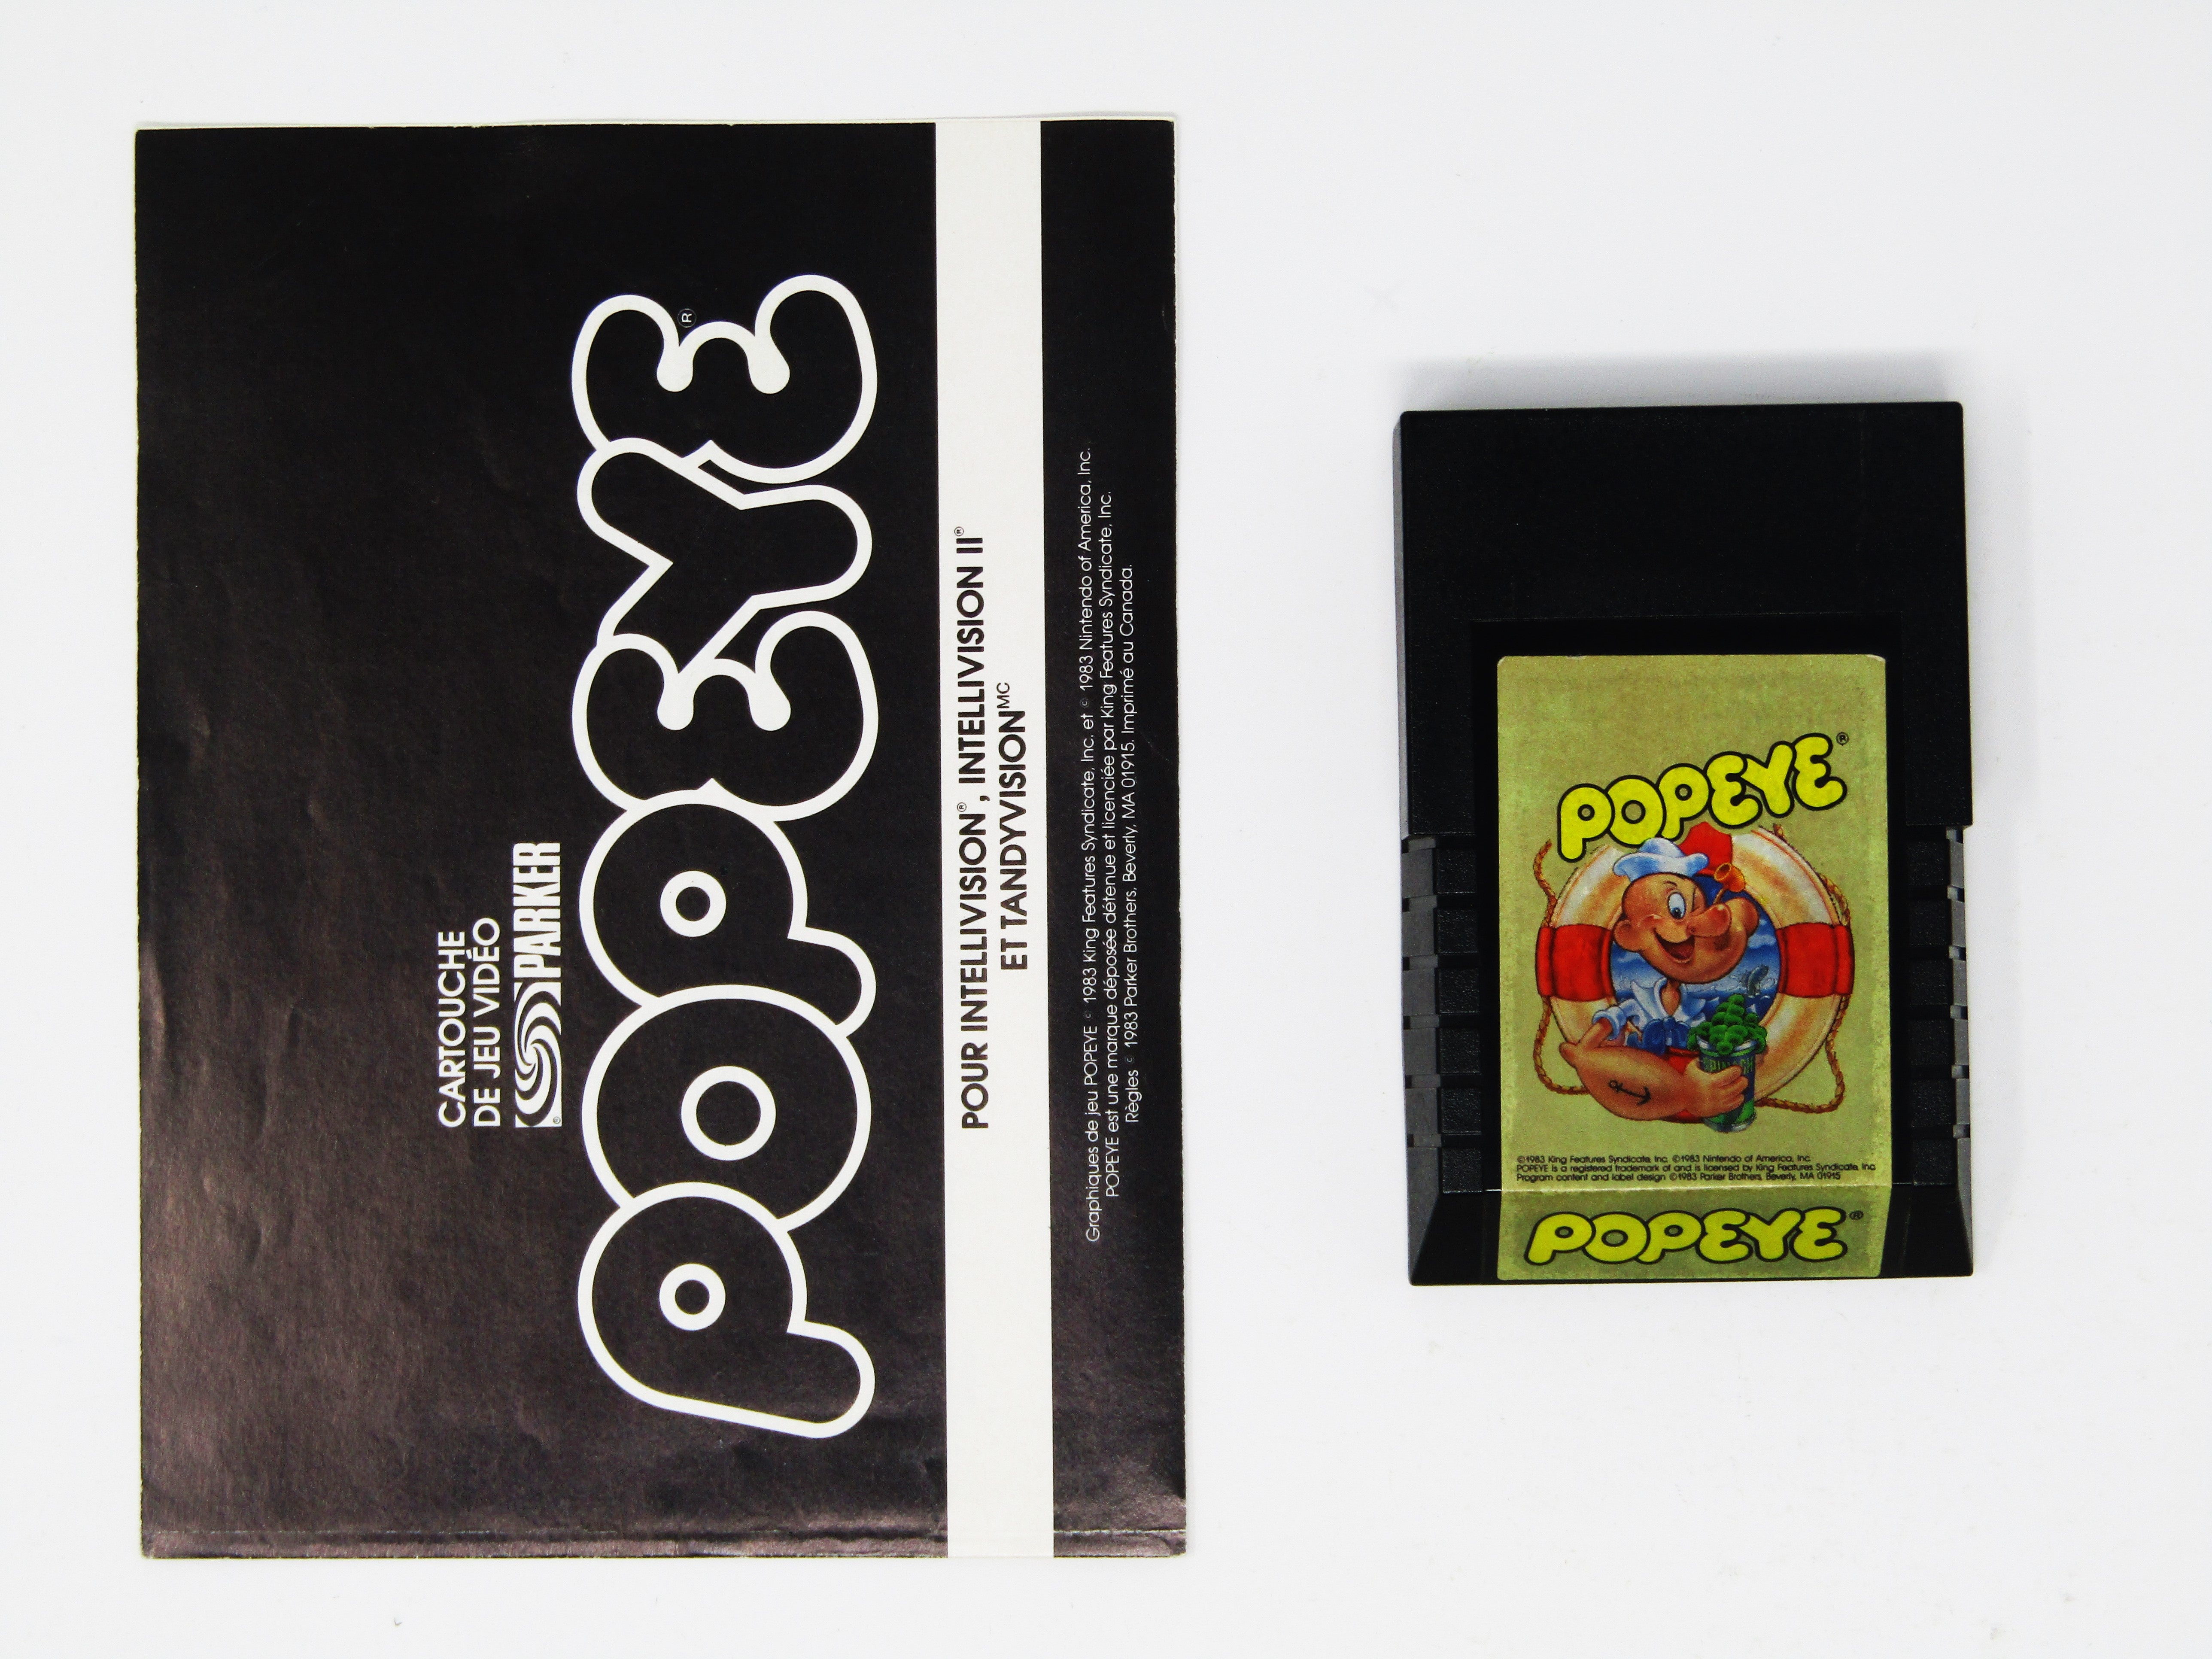 CARTOUCHE
DE JEU VIDÉO
PARKER
POPEYE®
POUR INTELLIVISION®, INTELLIVISION II®
ET TANDYVISION MC
Graphiques de jeu POPEYE © 1983 King Features Syndicate, Inc. et © 1983 Nintendo of America, Inc.
POPEYE est une marque déposée détenue et licenciée par King Features Syndicate, Inc.
Règles © 1983 Parker Brothers, Beverly, MA 01915. Imprimé au Canada.
POPEYE®
SPINACH
©1983 King Features Syndicate, Inc. ©1983 Nintendo of America, Inc.
POPEYE is a registered trademark of and is licensed by King Features Syndicate, Inc.
Program content and label design ©1983 Parker Brothers, Beverly, MA 01915
POPEYE®